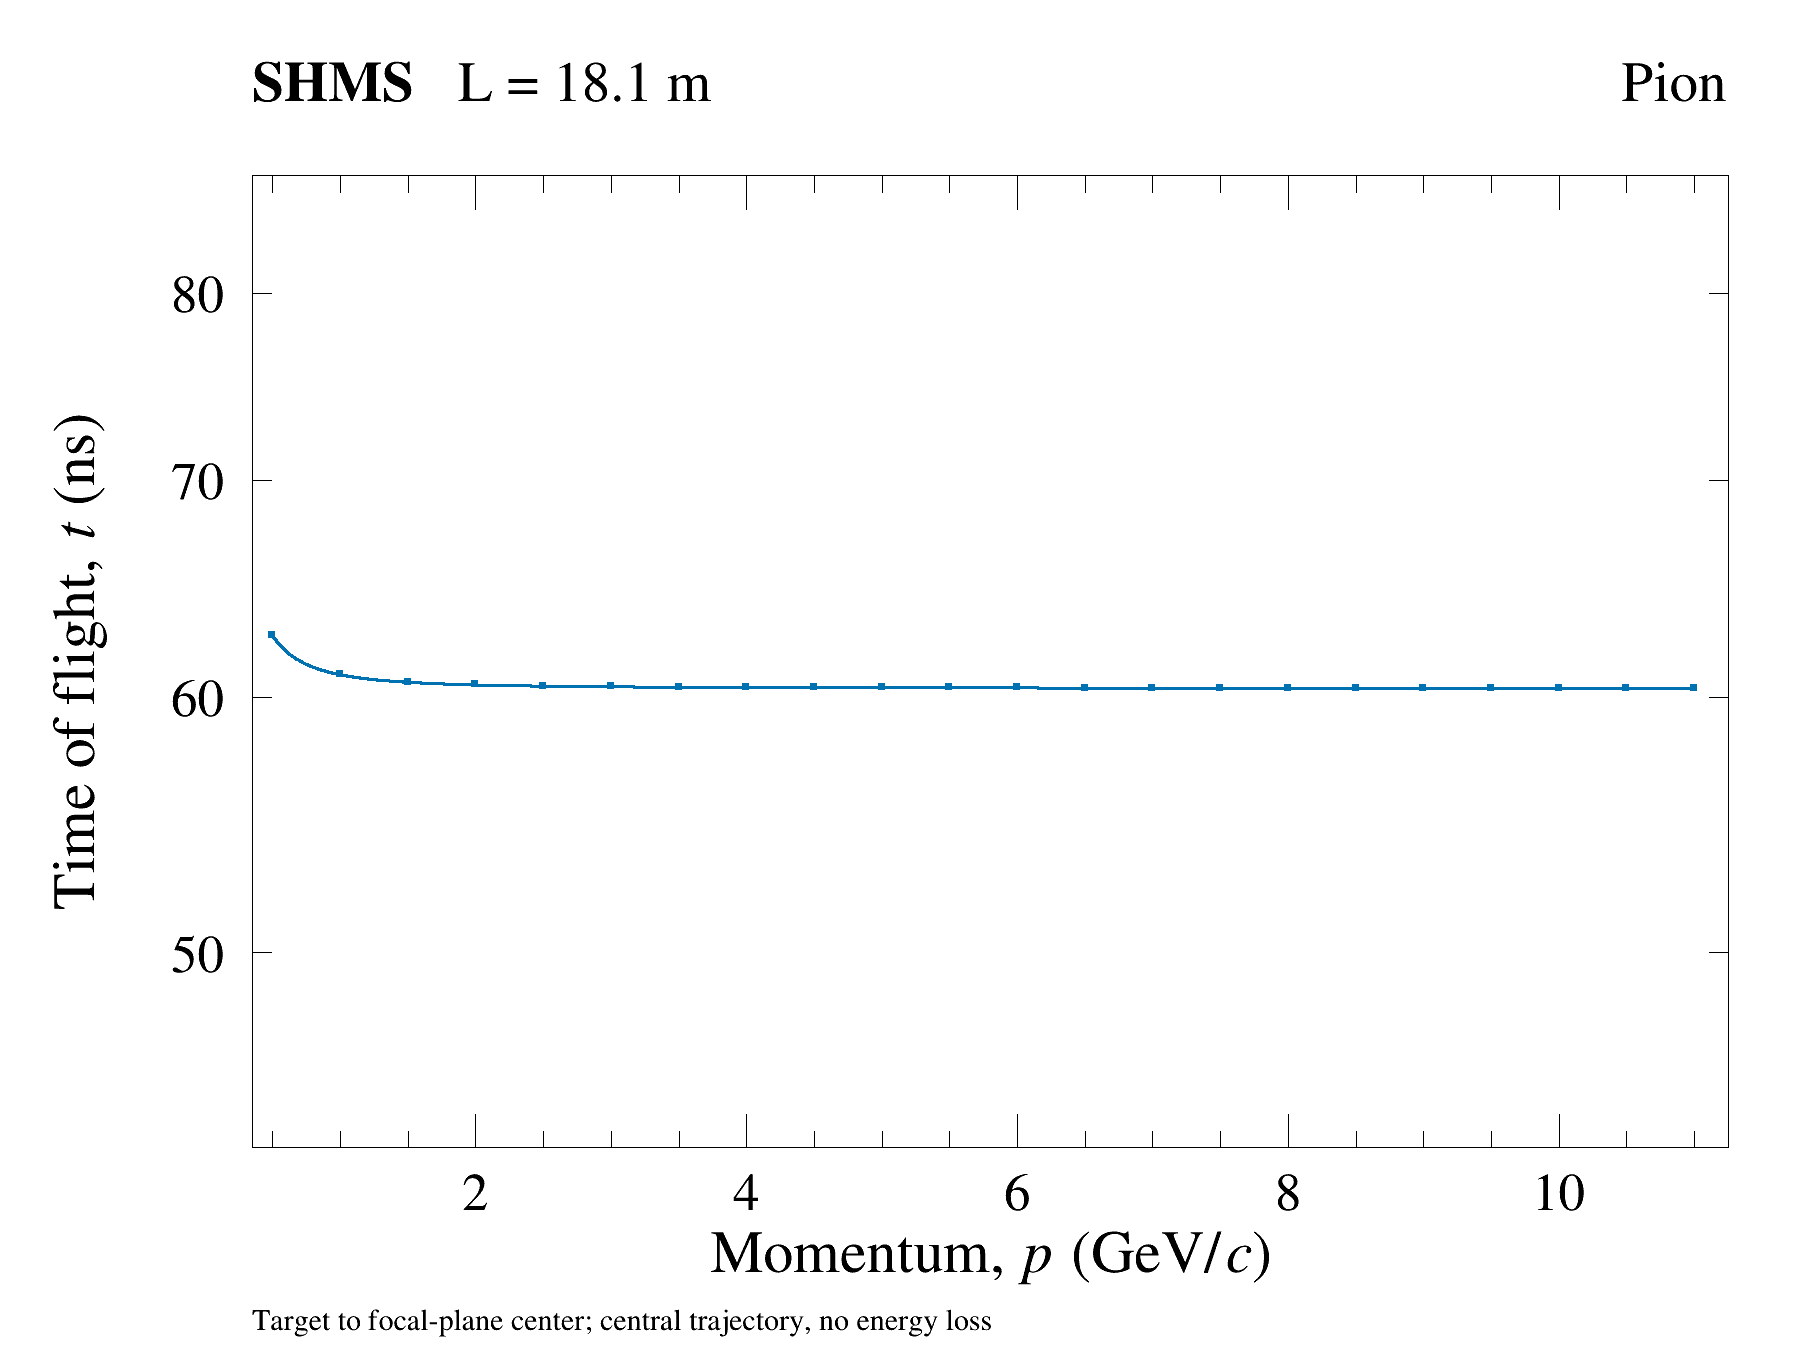 SHMS L = 18.1 m
Pion
80
70
60
50
Time of flight, t (ns)
2 4 6 8 10
Momentum, p (GeV/c)
Target to focal-plane center; central trajectory, no energy loss